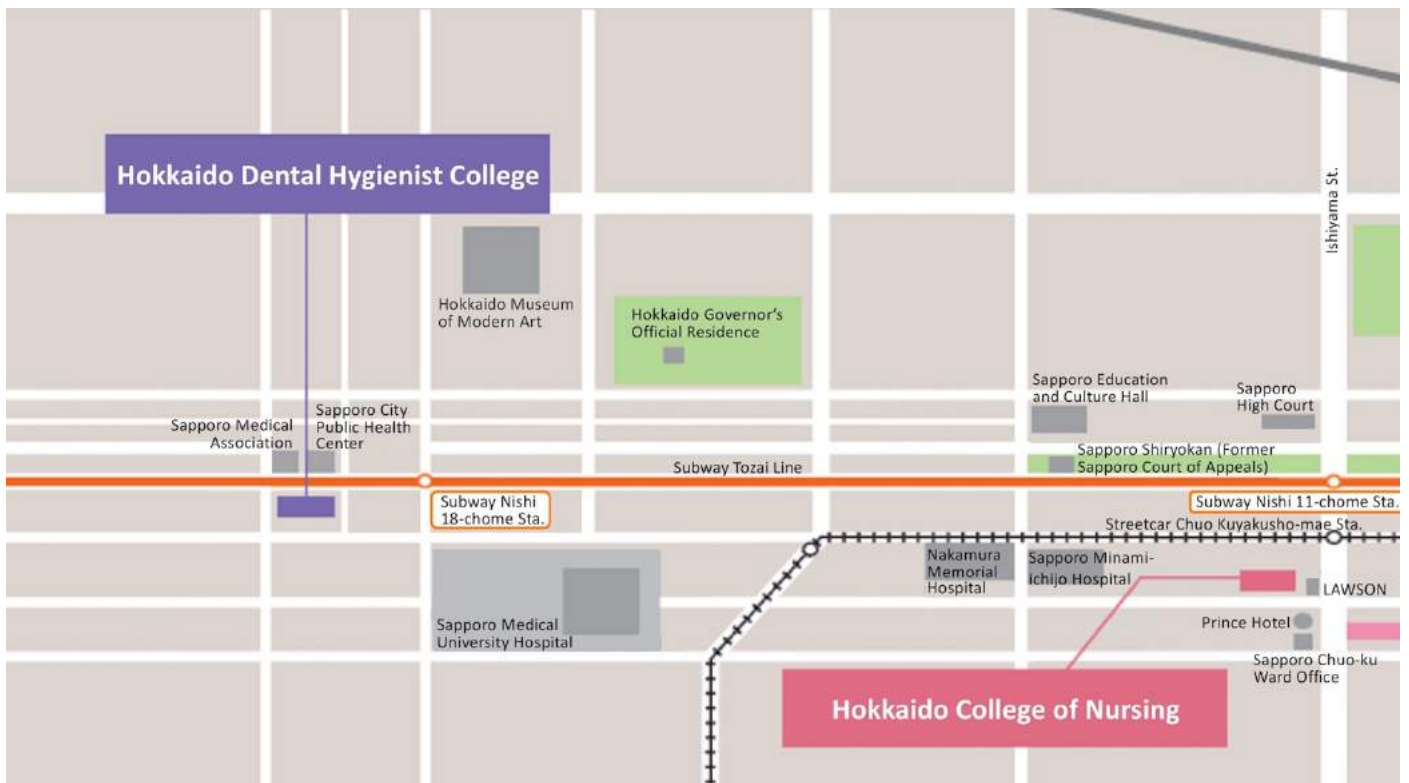 Hokkaido Dental Hygienist College
Ishiyama St.
Hokkaido Museum
of Modern Art
Hokkaido Governor's
Official Residence
Sapporo Education
and Culture Hall
Sapporo
High Court
Sapporo Medical
Association
Sapporo City
Public Health
Center
Subway Tozai Line
Sapporo Shiryokan (Former
Sapporo Court of Appeals)
Subway Nishi
18-chome Sta.
Subway Nishi 11-chome Sta.
Streetcar Chuo Kuyakusho-mae Sta.
Nakamura
Memorial
Hospital
Sapporo Minami-
ichijo Hospital
LAWSON
Sapporo Medical
University Hospital
Prince Hotel
Sapporo Chuo-ku
Ward Office
Hokkaido College of Nursing